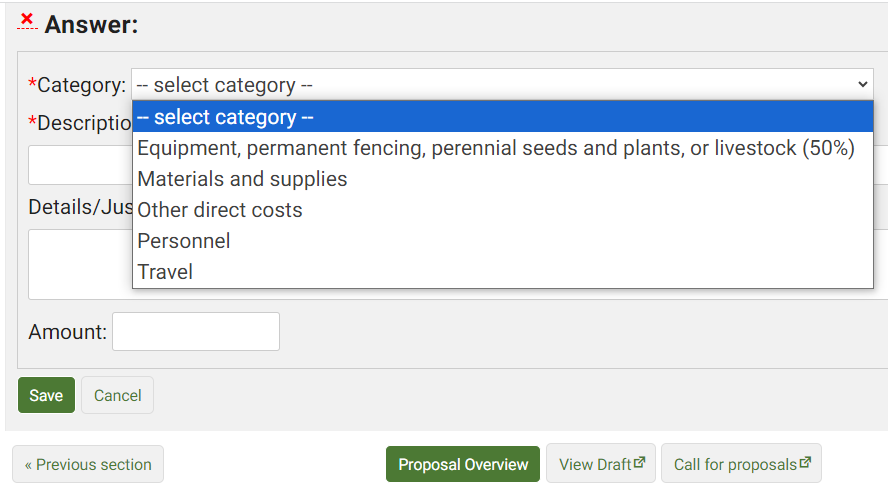 × Answer:
*Category: -- select category --
-- select category --
*Descriptio
Equipment, permanent fencing, perennial seeds and plants, or livestock (50%)
Materials and supplies
Details/Jus
Other direct costs
Personnel
Travel
Amount:
Save Cancel
« Previous section Proposal Overview View Draft Call for proposals